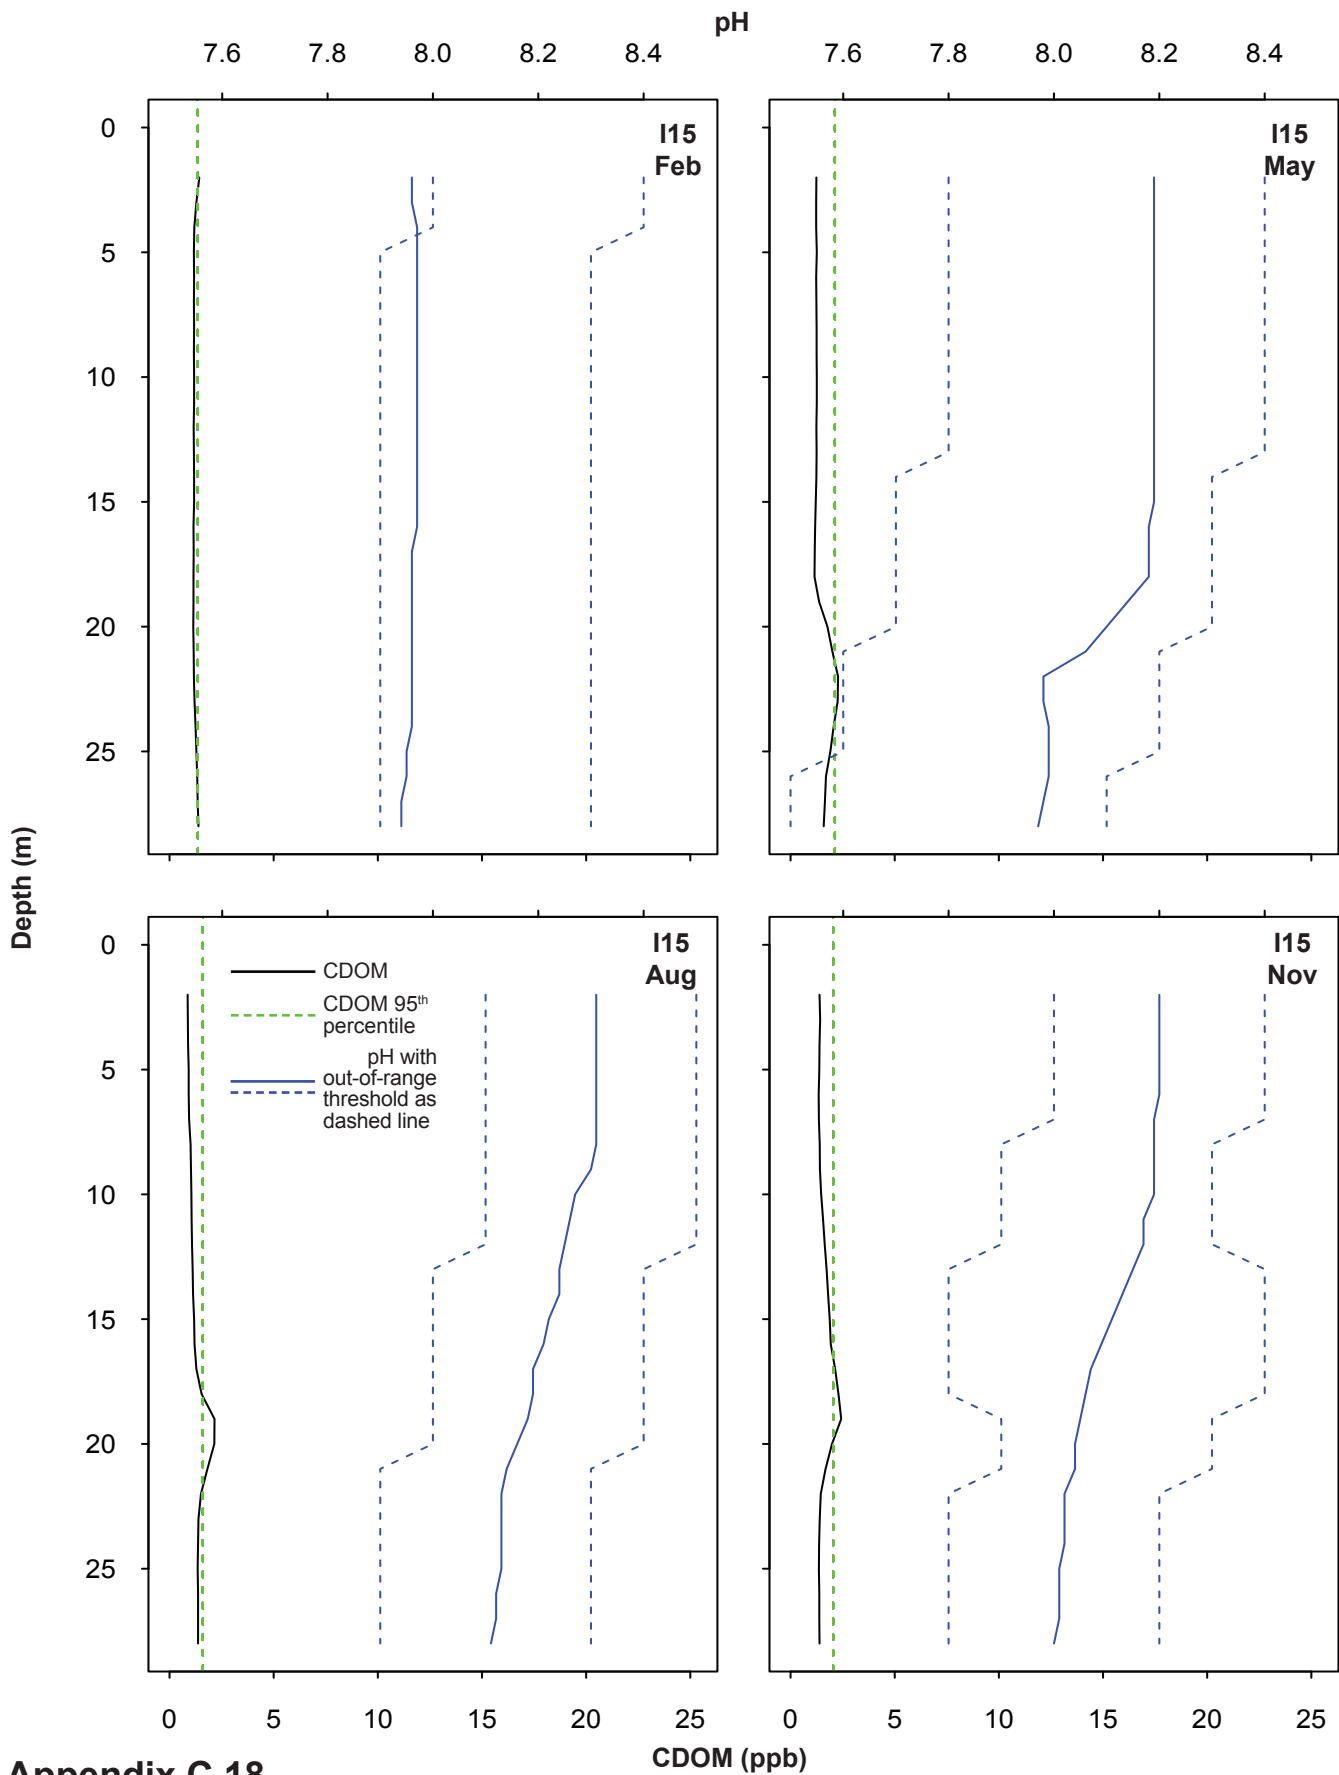 pH
7.6 7.8 8.0 8.2 8.4 7.6 7.8 8.0 8.2 8.4
I15
Feb
I15
May
0
5
10
15
20
25
Depth (m)
I15
Aug
I15
Nov
CDOM
CDOM 95th
percentile
pH with
out-of-range
threshold as
dashed line
0
5
10
15
20
25
0 5 10 15 20 25 0 5 10 15 20 25
CDOM (ppb)
Appendix C.18